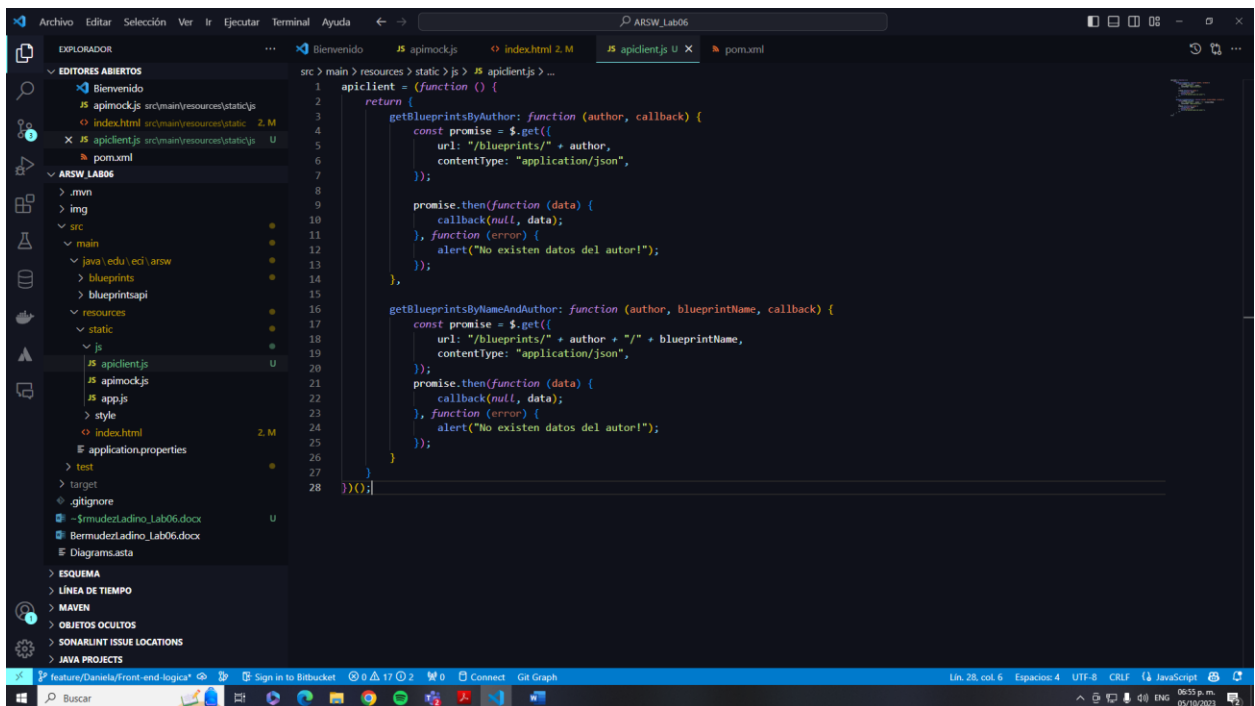 Archivo Editar Selección Ver Ir Ejecutar Terminal Ayuda ARSW_Lab06
EXPLORADOR
EDITORES ABIERTOS
Bienvenido
JS apimock.js src\main\resources\static\js
<> index.html src\main\resources\static 2, M
JS apiclient.js src\main\resources\static\js U
pom.xml
ARSW_LAB06
.mvn
img
src
main
java\edu\eci\arsw
blueprints
blueprintsapi
resources
static
js
JS apiclient.js U
JS apimock.js
JS app.js
style
<> index.html 2, M
application.properties
test
target
.gitignore
~$rmudezLadino_Lab06.docx U
BermudezLadino_Lab06.docx
Diagrams.asta
ESQUEMA
LÍNEA DE TIEMPO
MAVEN
OBJETOS OCULTOS
SONARLINT ISSUE LOCATIONS
JAVA PROJECTS
3
1
Bienvenido JS apimock.js <> index.html 2, M JS apiclient.js U pom.xml
src > main > resources > static > js > JS apiclient.js > ...
1 apiclient = (function () {
2 return {
3 getBlueprintsByAuthor: function (author, callback) {
4 const promise = $.get({
5 url: "/blueprints/" + author,
6 contentType: "application/json",
7 });
8
9 promise.then(function (data) {
10 callback(null, data);
11 }, function (error) {
12 alert("No existen datos del autor!");
13 });
14 },
15
16 getBlueprintsByNameAndAuthor: function (author, blueprintName, callback) {
17 const promise = $.get({
18 url: "/blueprints/" + author + "/" + blueprintName,
19 contentType: "application/json",
20 });
21 promise.then(function (data) {
22 callback(null, data);
23 }, function (error) {
24 alert("No existen datos del autor!");
25 });
26 }
27 }
28 })();
feature/Daniela/Front-end-logica* Sign in to Bitbucket 0 17 2 0 Connect Git Graph Lín. 28, col. 6 Espacios: 4 UTF-8 CRLF JavaScript
Buscar ENG 06:55 p. m.
05/10/2023